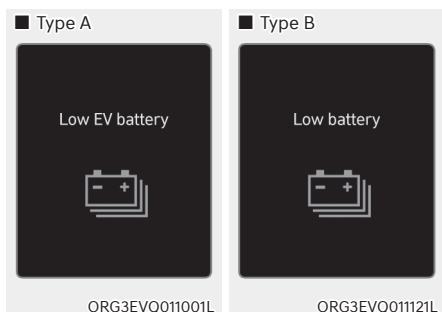 ■ Type A
Low EV battery
- +
ORG3EVQ011001L
■ Type B
Low battery
- +
ORG3EVQ011121L